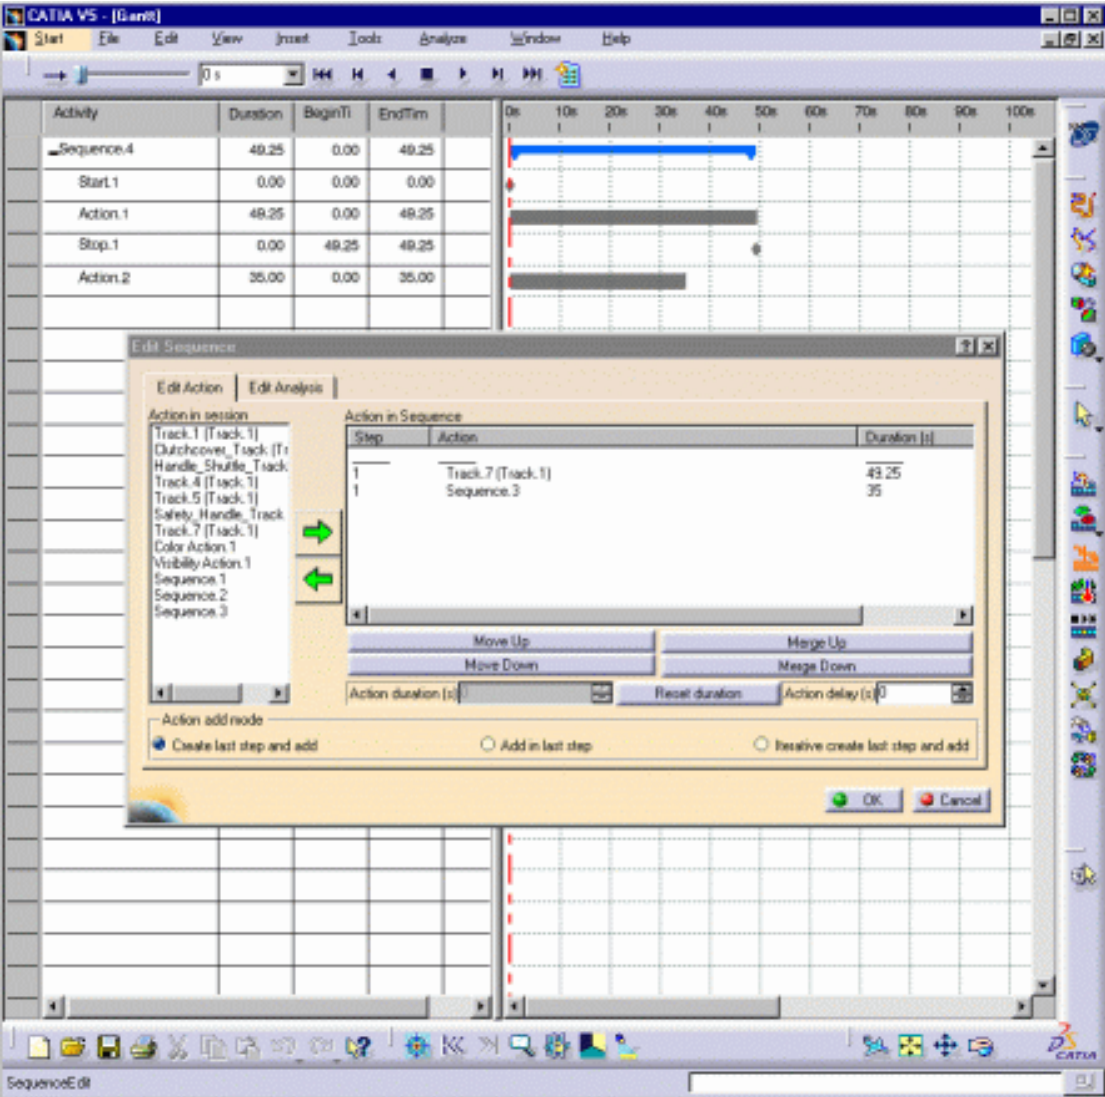 CATIA V5 - [Gantt]
Start File Edit View Insert Tools Analyze Window Help
0 s
Activity Duration BeginTi EndTim 0s 10s 20s 30s 40s 50s 60s 70s 80s 90s 100s
Sequence.4 49.25 0.00 49.25
Start.1 0.00 0.00 0.00
Action.1 49.25 0.00 49.25
Stop.1 0.00 49.25 49.25
Action.2 35.00 0.00 35.00
Edit Sequence
Edit Action Edit Analysis
Action in session
Track.1 (Track.1)
Clutchcover_Track (Tr
Handle_Shuttle_Track
Track.4 (Track.1)
Track.5 (Track.1)
Safety_Handle_Track
Track.7 (Track.1)
Color Action.1
Visibility Action.1
Sequence.1
Sequence.2
Sequence.3
Action in Sequence
Step Action Duration (s)
1 Track.7 (Track.1) 49.25
1 Sequence.3 35
Move Up Merge Up
Move Down Merge Down
Action duration (s) 0 Reset duration Action delay (s) 0
Action add mode
Create last step and add Add in last step Iterative create last step and add
OK Cancel
CATIA
SequenceEdit